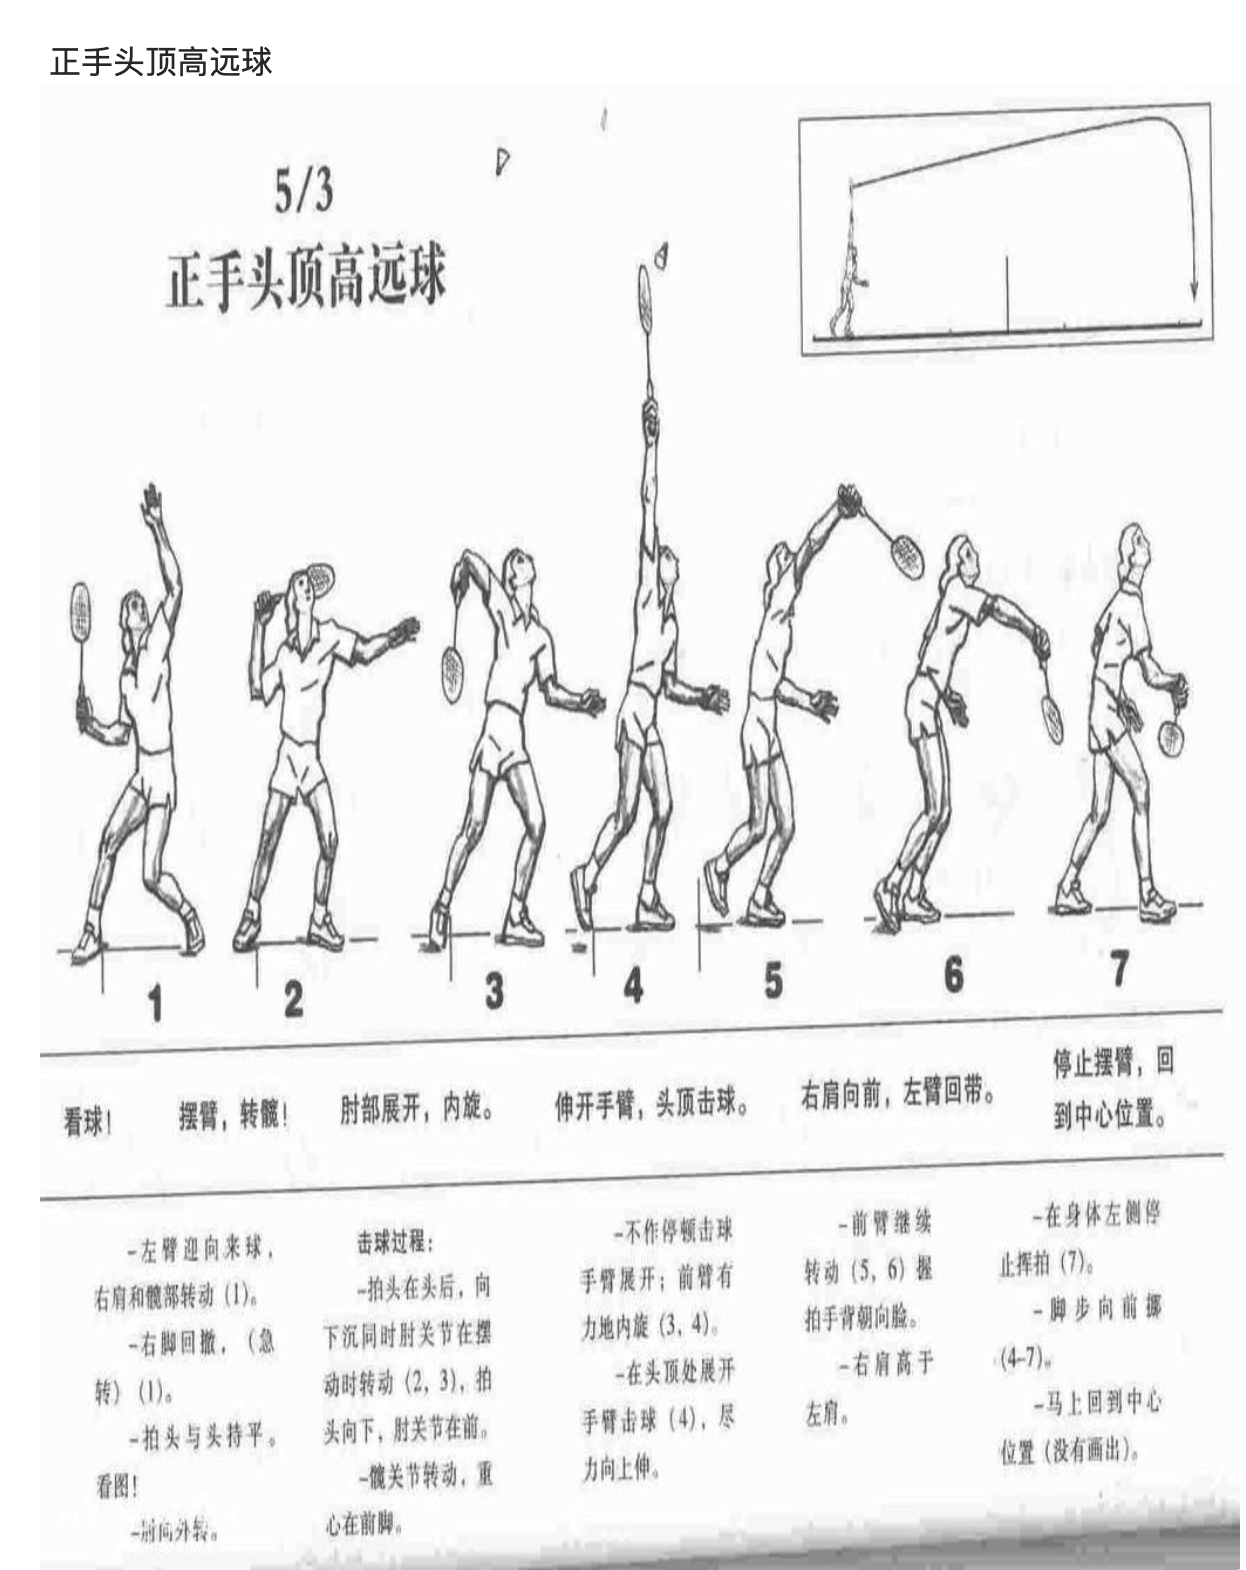 正手头顶高远球
5/3
正手头顶高远球
1
2
3
4
5
6
7
看球！
摆臂，转髋！
肘部展开，内旋。
伸开手臂，头顶击球。
右肩向前，左臂回带。
停止摆臂，回
到中心位置。
-左臂迎向来球，
右肩和髋部转动（1）。
-右脚回撤，（急
转）（1）。
-拍头与头持平。
看图！
向外转。
击球过程：
-拍头在头后，向
下沉同时肘关节在摆
动时转动（2，3），拍
头向下，肘关节在前。
-髋关节转动，重
心在前脚。
-不作停顿击球
手臂展开；前臂有
力地内旋（3，4）。
-在头顶处展开
手臂击球（4），尽
力向上伸。
-前臂继续
转动（5，6）握
拍手背朝向脸。
-右肩高于
左肩。
-在身体左侧停
止挥拍（7）。
-脚步向前挪
（4-7）。
-马上回到中心
位置（没有画出）。